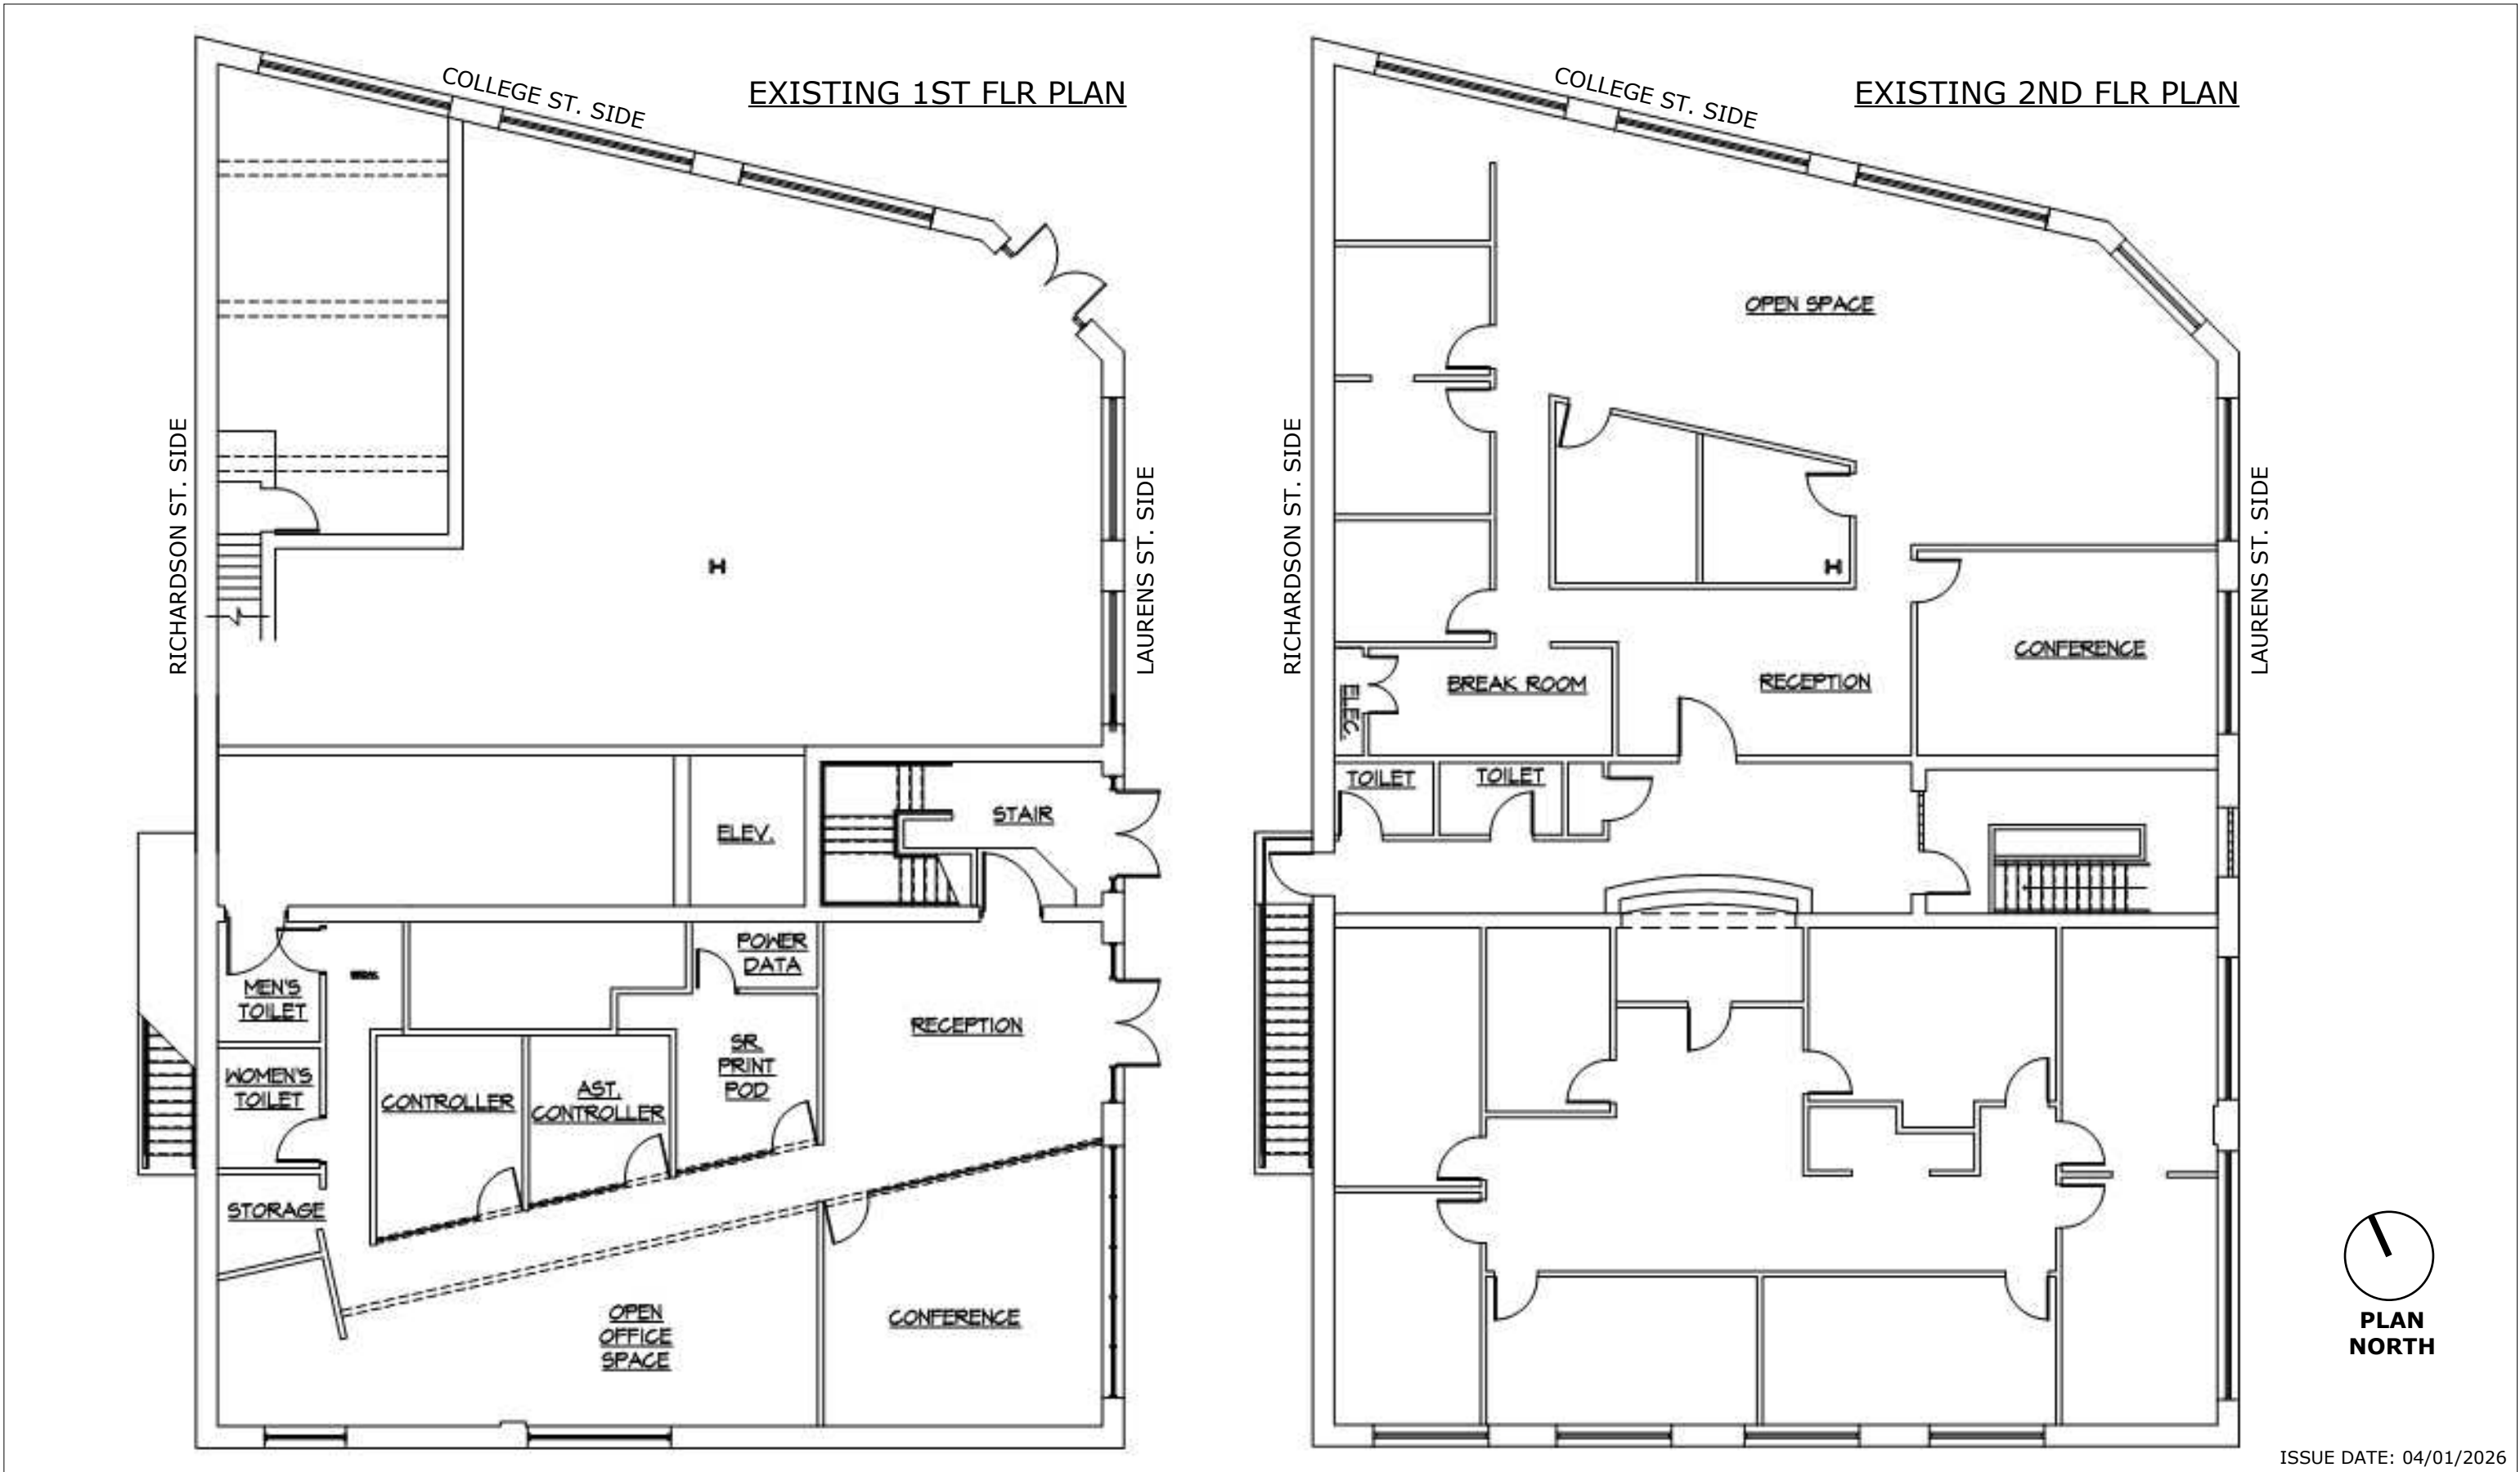 EXISTING 1ST FLR PLAN
COLLEGE ST. SIDE
RICHARDSON ST. SIDE
LAURENS ST. SIDE
H
ELEV.
STAIR
POWER
DATA
MEN'S
TOILET
RECEPTION
SR.
PRINT
POD
WOMEN'S
TOILET
CONTROLLER
AST.
CONTROLLER
STORAGE
OPEN
OFFICE
SPACE
CONFERENCE
EXISTING 2ND FLR PLAN
COLLEGE ST. SIDE
RICHARDSON ST. SIDE
LAURENS ST. SIDE
OPEN SPACE
H
CONFERENCE
ELEC.
BREAK ROOM
RECEPTION
TOILET
TOILET
PLAN
NORTH
ISSUE DATE: 04/01/2026